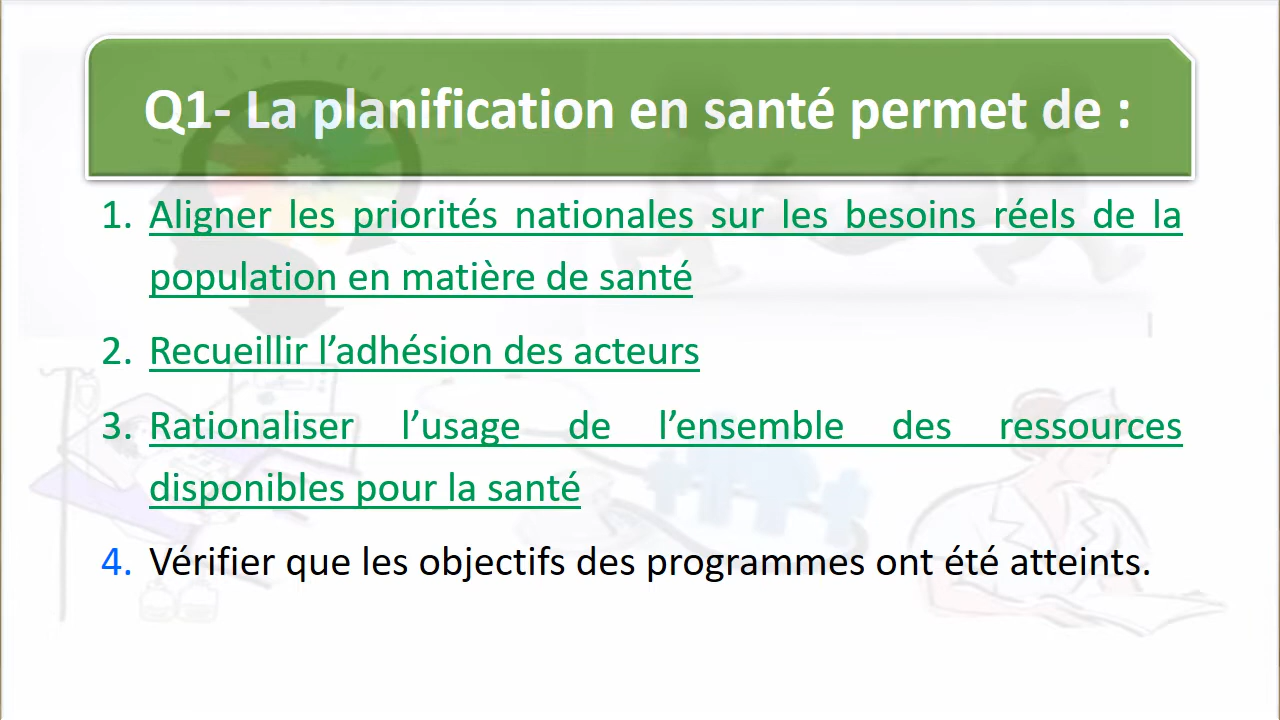 Q1- La planification en santé permet de :
1. Aligner les priorités nationales sur les besoins réels de la
population en matière de santé
2. Recueillir l’adhésion des acteurs
3. Rationaliser l’usage de l’ensemble des ressources
disponibles pour la santé
4. Vérifier que les objectifs des programmes ont été atteints.